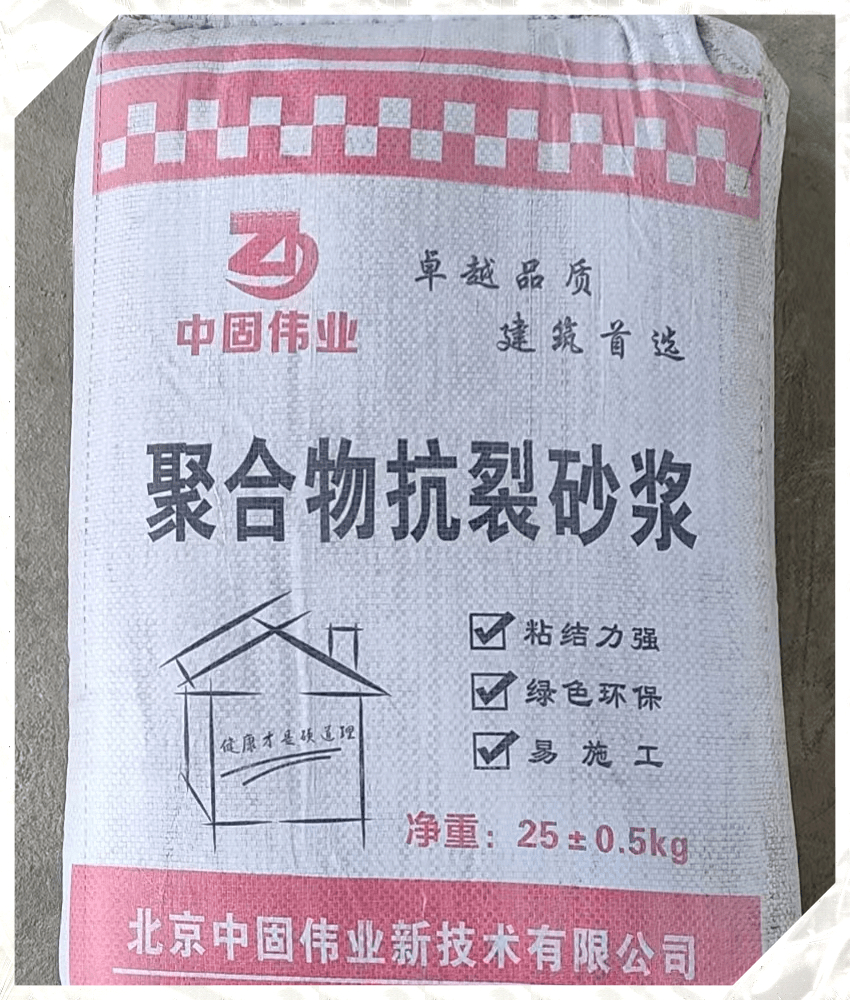 中固伟业
卓越品质
建筑首选
聚合物抗裂砂浆
粘结力强
绿色环保
易施工
健康才是硬道理
净重：25±0.5kg
北京中固伟业新技术有限公司